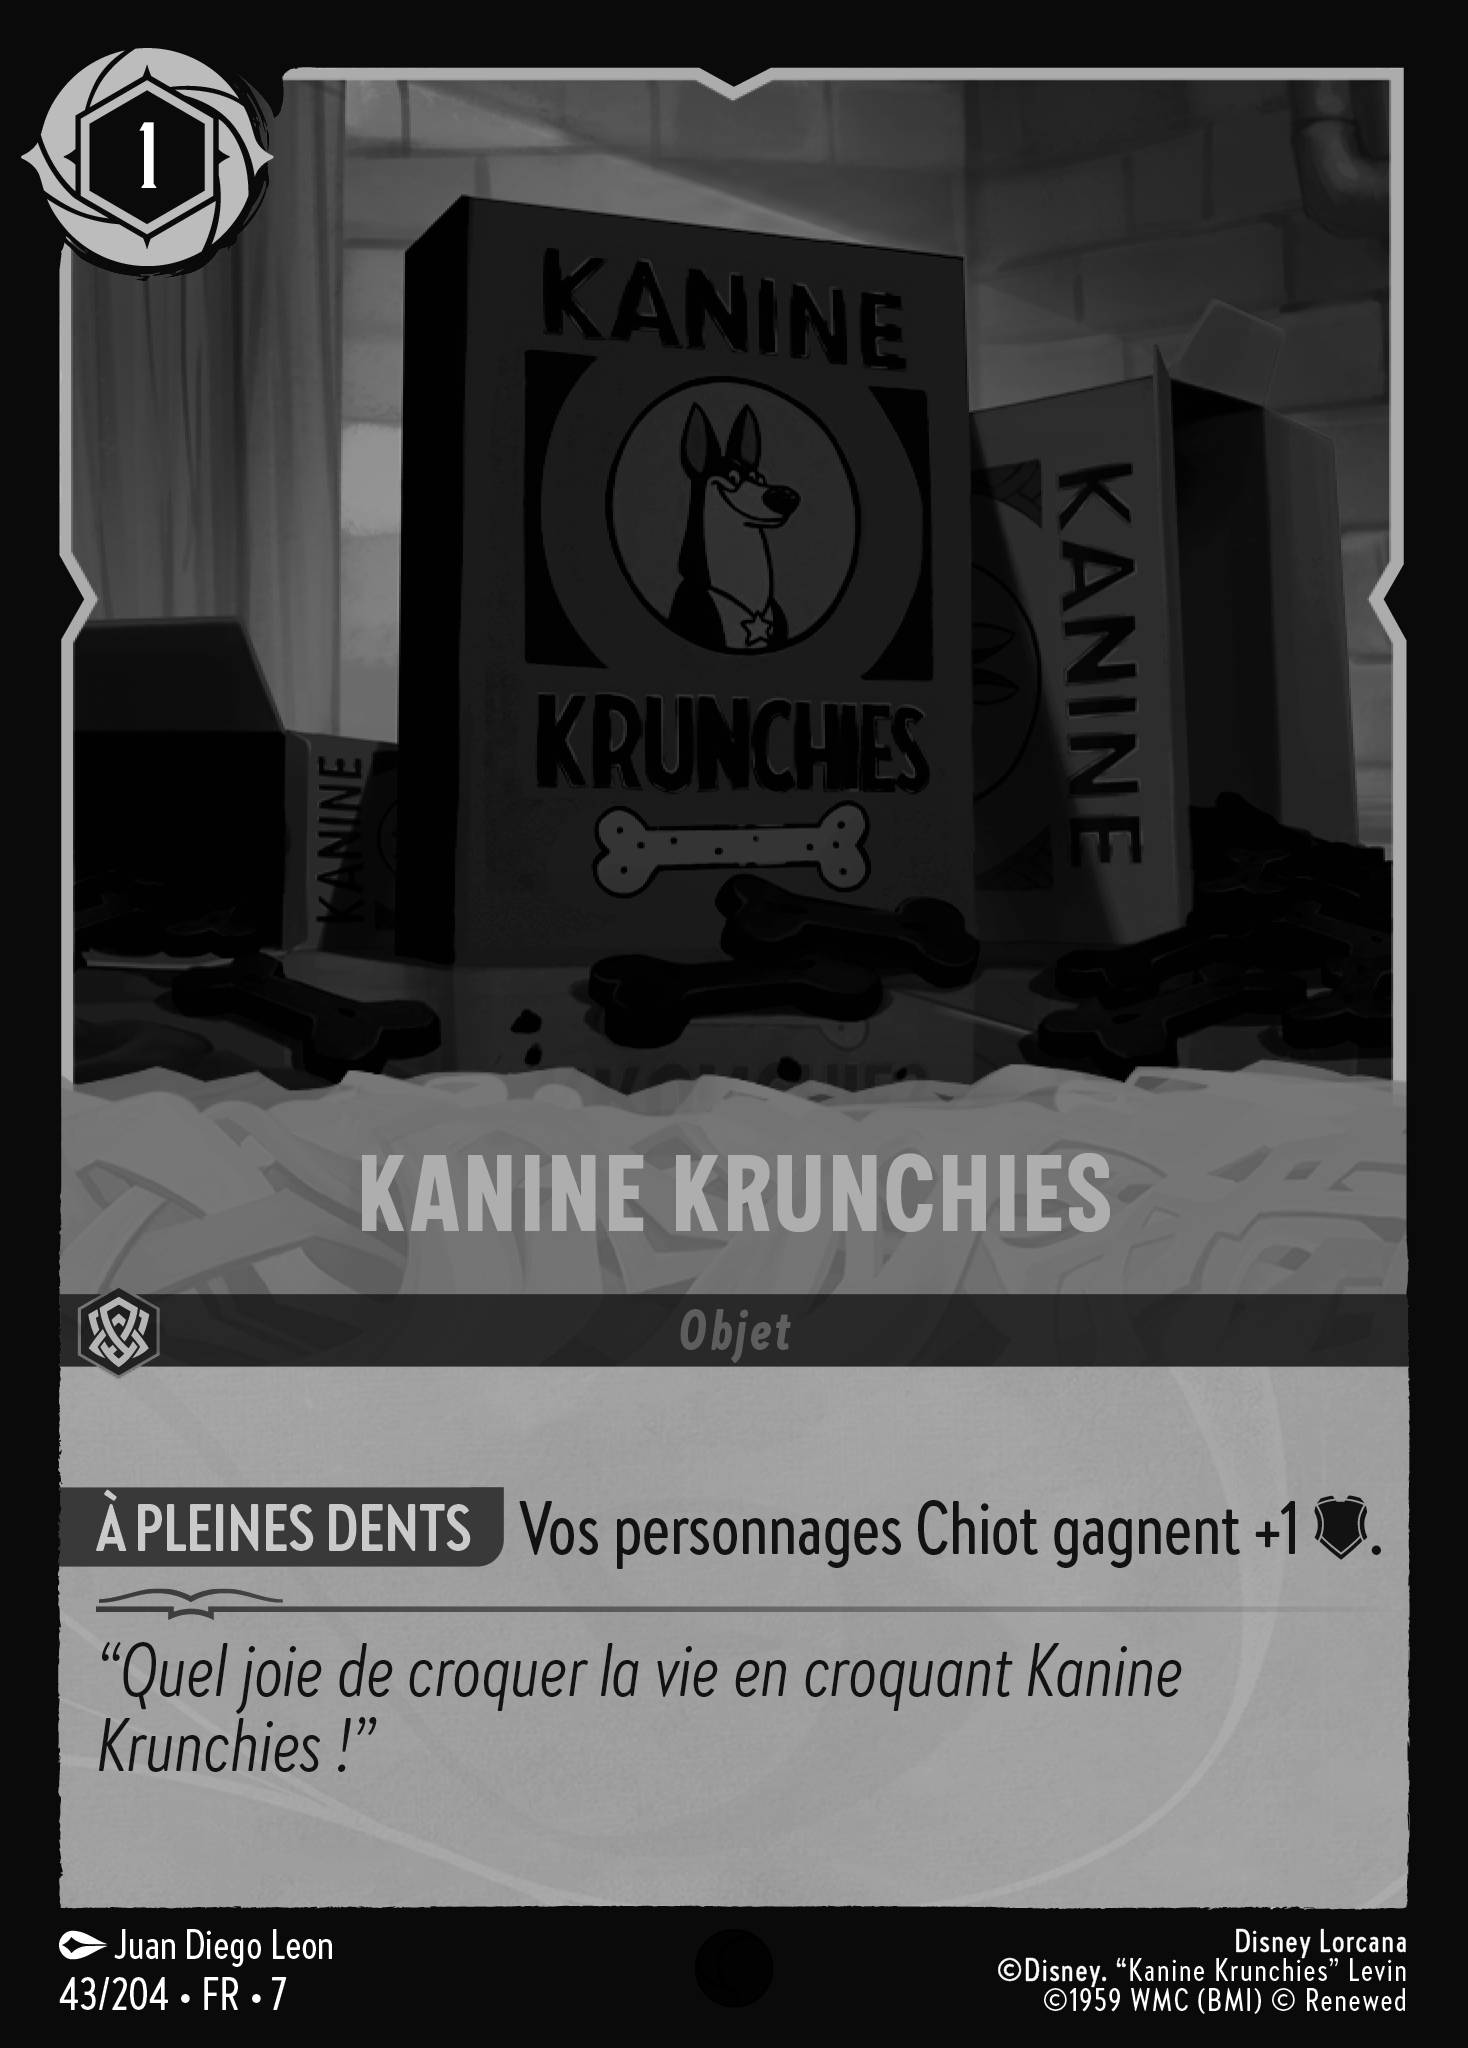 1
KANINE
KRUNCHIES
KANINE
KANINE
KANINE KRUNCHIES
Objet
À PLEINES DENTS Vos personnages Chiot gagnent +1 .
“Quel joie de croquer la vie en croquant Kanine
Krunchies !”
Juan Diego Leon
43/204 • FR • 7
Disney Lorcana
©Disney. “Kanine Krunchies” Levin
©1959 WMC (BMI) © Renewed